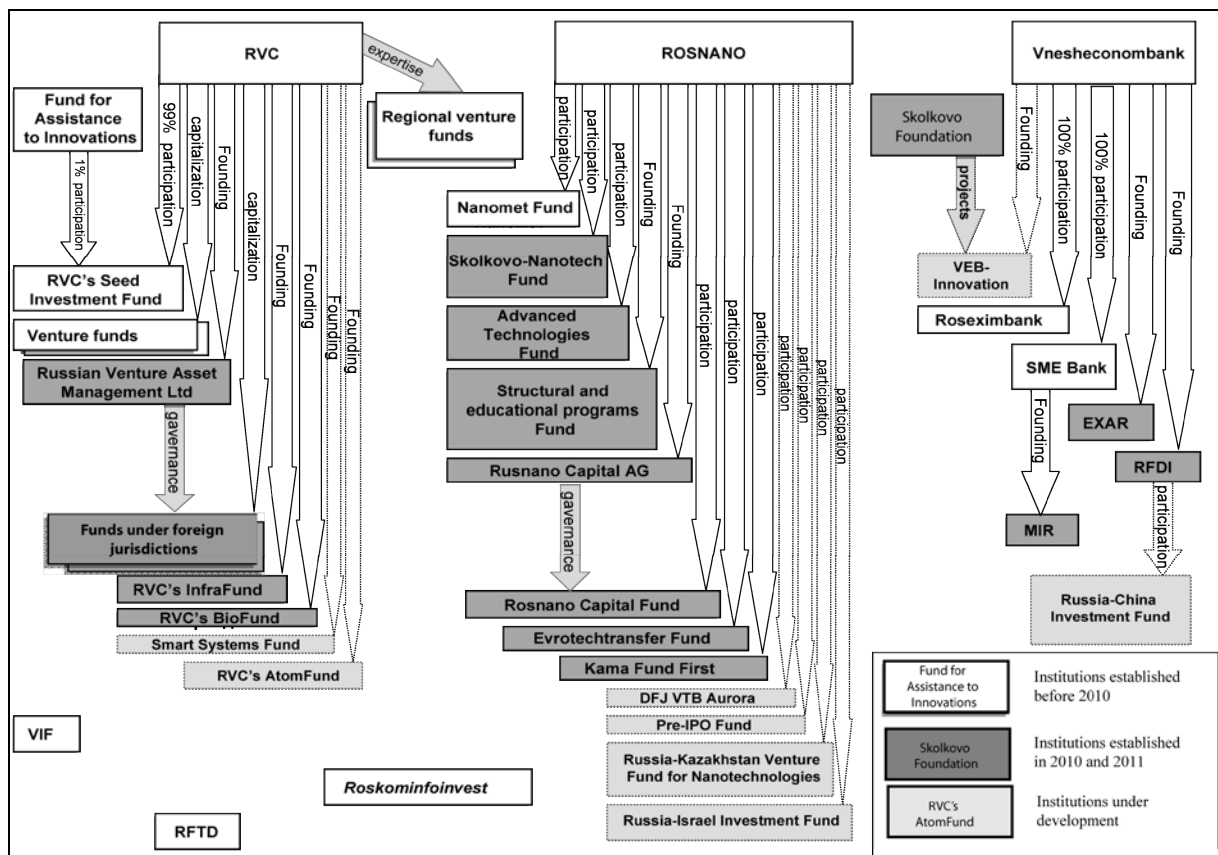 RVC
expertise
ROSNANO
Vnesheconombank
Fund for
Assistance
to Innovations
1% participation
99% participation
capitalization
Founding
capitalization
Founding
Founding
Founding
Founding
Regional venture
funds
RVC's Seed
Investment Fund
Venture funds
Russian Venture Asset
Management Ltd
gavernance
Funds under foreign
jurisdictions
RVC's InfraFund
RVC's BioFund
Smart Systems Fund
RVC's AtomFund
VIF
RFTD
Roskominfoinvest
participation
participation
participation
Founding
Founding
participation
participation
participation
participation
participation
participation
participation
Nanomet Fund
Skolkovo-Nanotech
Fund
Advanced
Technologies
Fund
Structural and
educational programs
Fund
Rusnano Capital AG
gavernance
Rosnano Capital Fund
Evrotechtransfer Fund
Kama Fund First
DFJ VTB Aurora
Pre-IPO Fund
Russia-Kazakhstan Venture
Fund for Nanotechnologies
Russia-Israel Investment Fund
Skolkovo
Foundation
projects
Founding
100% participation
100% participation
Founding
Founding
VEB-
Innovation
Roseximbank
SME Bank
Founding
EXAR
RFDI
MIR
participation
Russia-China
Investment Fund
Fund for
Assistance to
Innovations
Institutions established
before 2010
Skolkovo
Foundation
Institutions established
in 2010 and 2011
RVC's
AtomFund
Institutions under
development